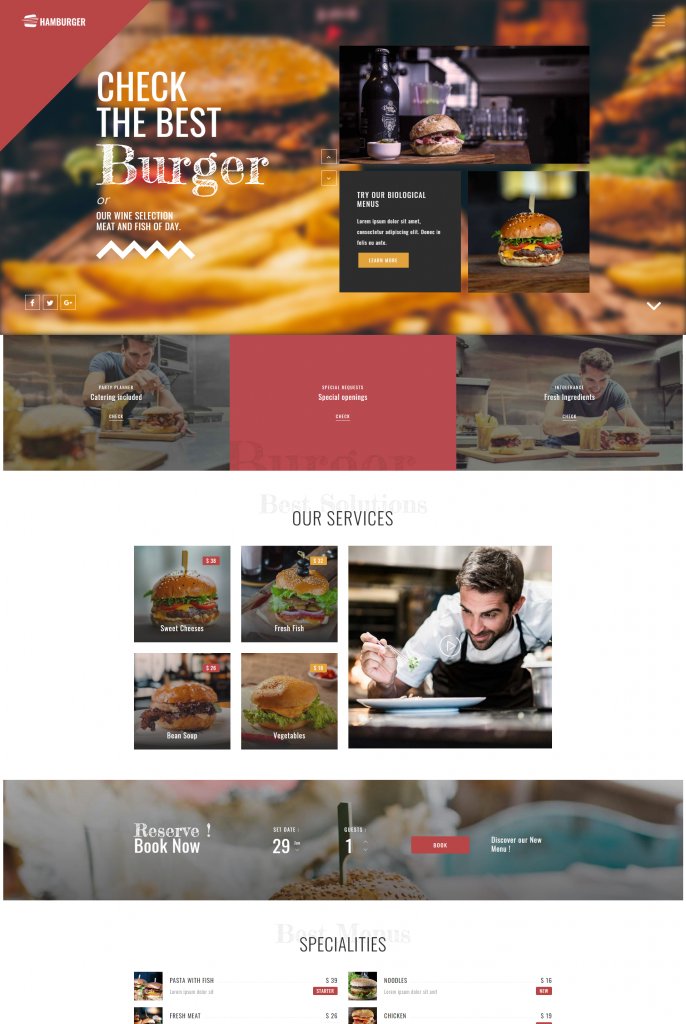 HAMBURGER
CHECK
THE BEST
Burger
or
OUR WINE SELECTION
MEAT AND FISH OF DAY.
TRY OUR BIOLOGICAL
MENUS
Lorem ipsum dolor sit amet,
consectetur adipiscing elit. Donec in
felis eu ante.
LEARN MORE
PARTY PLANNER
Catering included
CHECK
SPECIAL REQUESTS
Special openings
CHECK
INTOLERANCE
Fresh Ingredients
CHECK
Burger
Best Solutions
OUR SERVICES
$ 38
Sweet Cheeses
Fresh Fish
$ 26
Bean Soup
$ 18
Vegetables
Reserve !
Book Now
SET DATE :
29
GUESTS :
1
BOOK
Discover our New
Menu !
Best Menus
SPECIALITIES
PASTA WITH FISH
$ 39
Lorem ipsum dolor sit
STARTER
NOODLES
$ 16
Lorem ipsum dolor sit amt
NEW
FRESH MEAT
$ 26
CHICKEN
$ 19